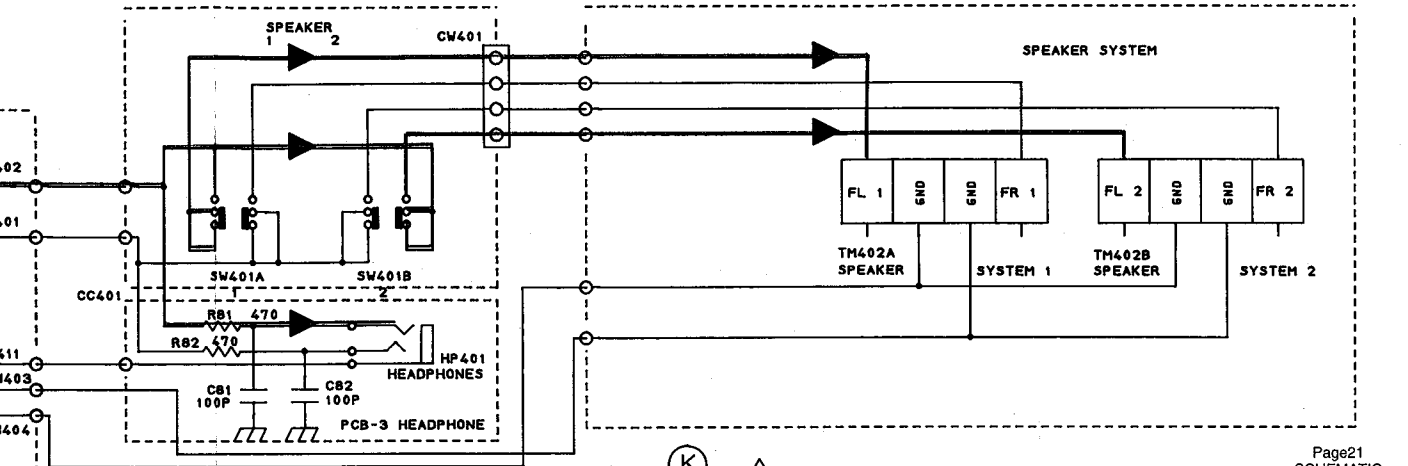 SPEAKER
1 2
CW401
SPEAKER SYSTEM
402
401
FL 1
GND
GND
FR 1
FL 2
GND
GND
FR 2
TM402A
SPEAKER
SYSTEM 1
TM402B
SPEAKER
SYSTEM 2
SW401A
1
SW401B
2
CC401
R81 470
R82 470
411
403
404
HP401
HEADPHONES
C81
100P
C82
100P
PCB-3 HEADPHONE
K
Page21
SCHEMATIC